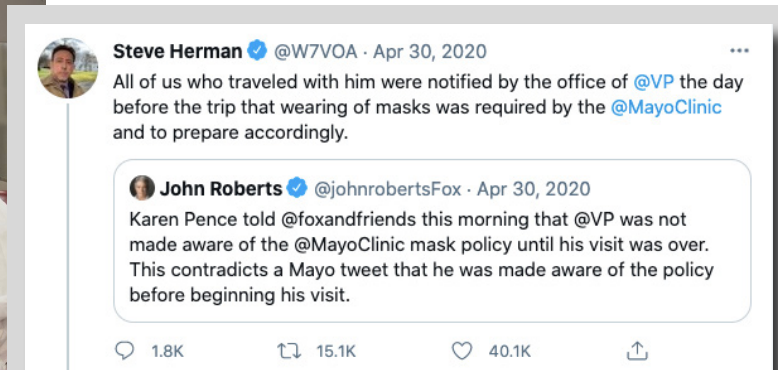 Steve Herman @W7VOA · Apr 30, 2020
All of us who traveled with him were notified by the office of @VP the day
before the trip that wearing of masks was required by the @MayoClinic
and to prepare accordingly.
John Roberts @johnrobertsFox · Apr 30, 2020
Karen Pence told @foxandfriends this morning that @VP was not
made aware of the @MayoClinic mask policy until his visit was over.
This contradicts a Mayo tweet that he was made aware of the policy
before beginning his visit.
1.8K 15.1K 40.1K